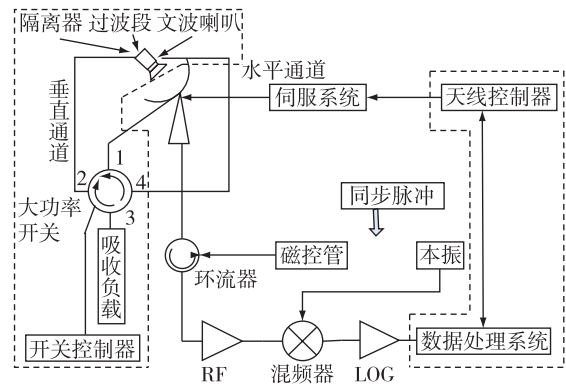 隔离器 过波段 文波喇叭
水平通道
垂直通道
伺服系统
天线控制器
1
2
4
3
大功率
开关
同步脉冲
吸收负载
环流器
磁控管
本振
开关控制器
数据处理系统
RF
混频器
LOG